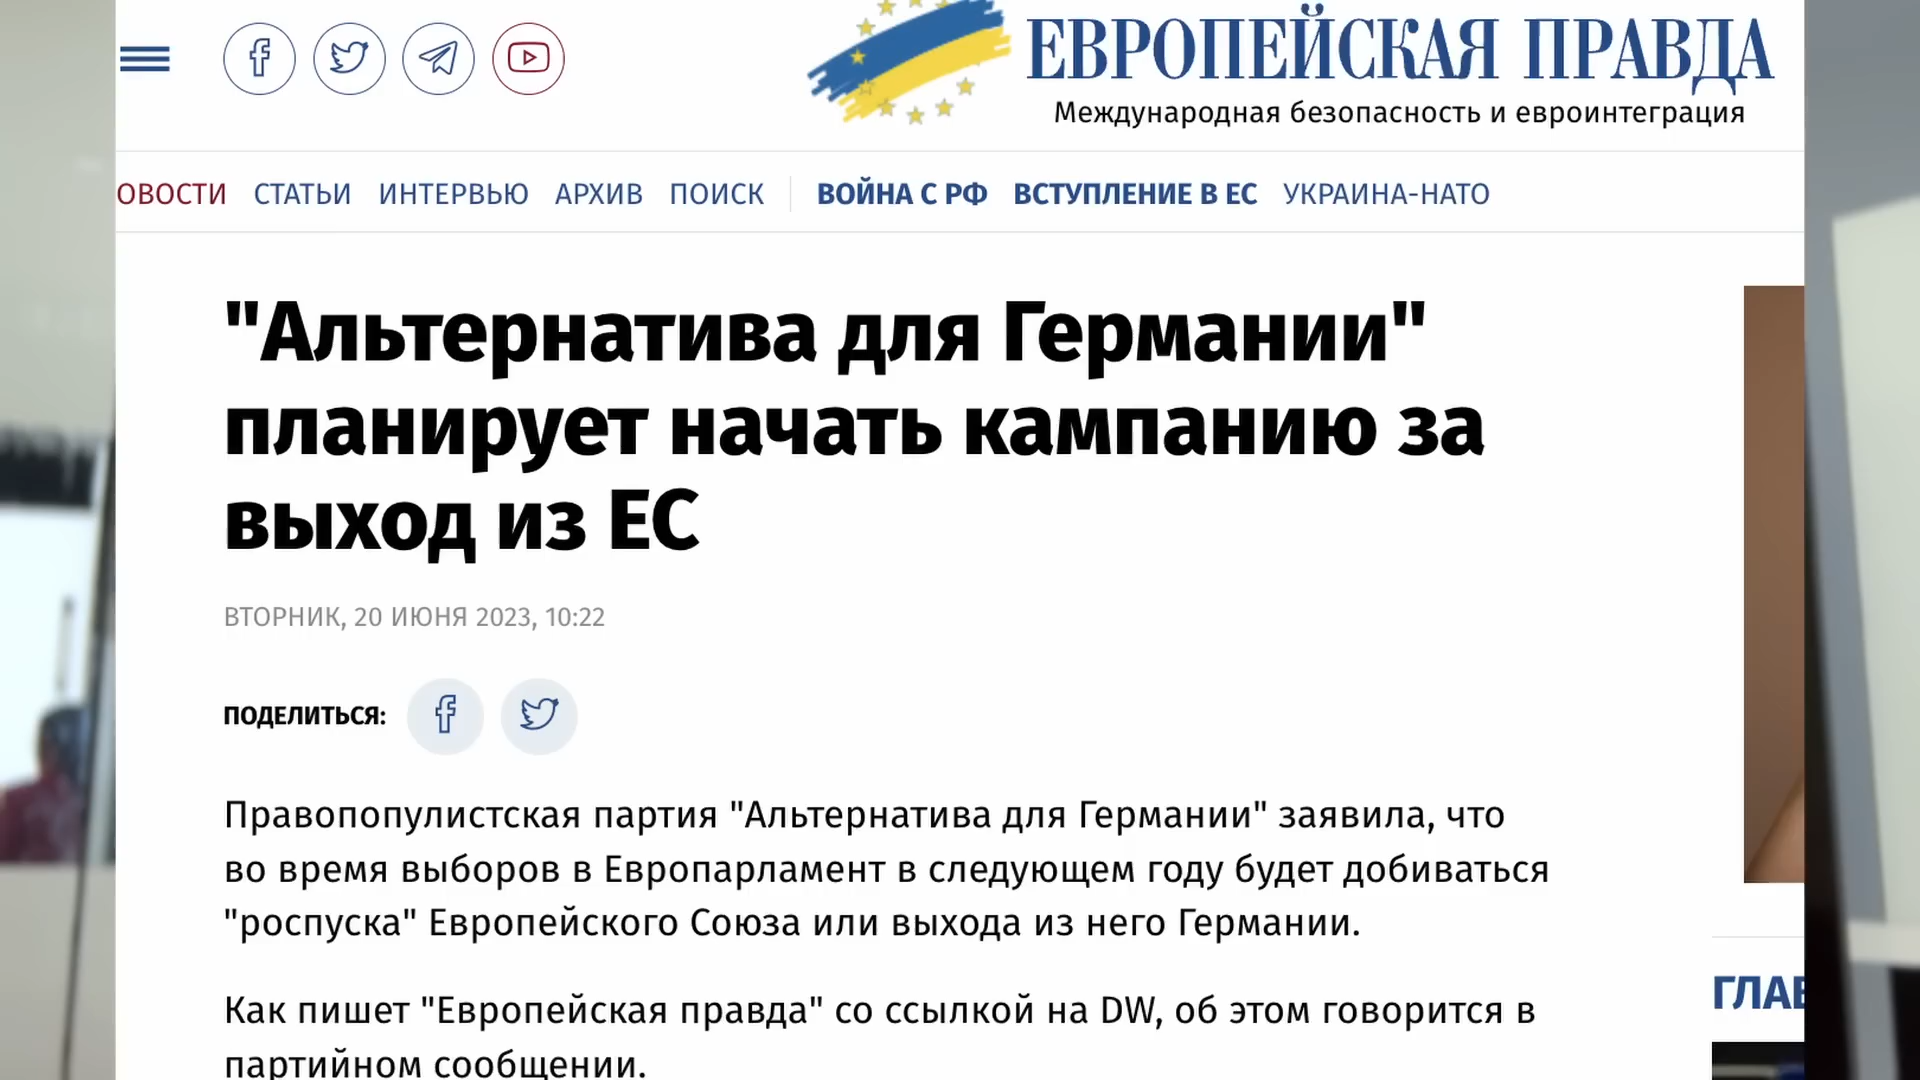 ЕВРОПЕЙСКАЯ ПРАВДА
Международная безопасность и евроинтеграция
ОВОСТИ СТАТЬИ ИНТЕРВЬЮ АРХИВ ПОИСК ВОЙНА С РФ ВСТУПЛЕНИЕ В ЕС УКРАИНА-НАТО
"Альтернатива для Германии"
планирует начать кампанию за
выход из ЕС
ВТОРНИК, 20 ИЮНЯ 2023, 10:22
ПОДЕЛИТЬСЯ:
Правопопулистская партия "Альтернатива для Германии" заявила, что
во время выборов в Европарламент в следующем году будет добиваться
"роспуска" Европейского Союза или выхода из него Германии.
ГЛАВ
Как пишет "Европейская правда" со ссылкой на DW, об этом говорится в
партийном сообщении.